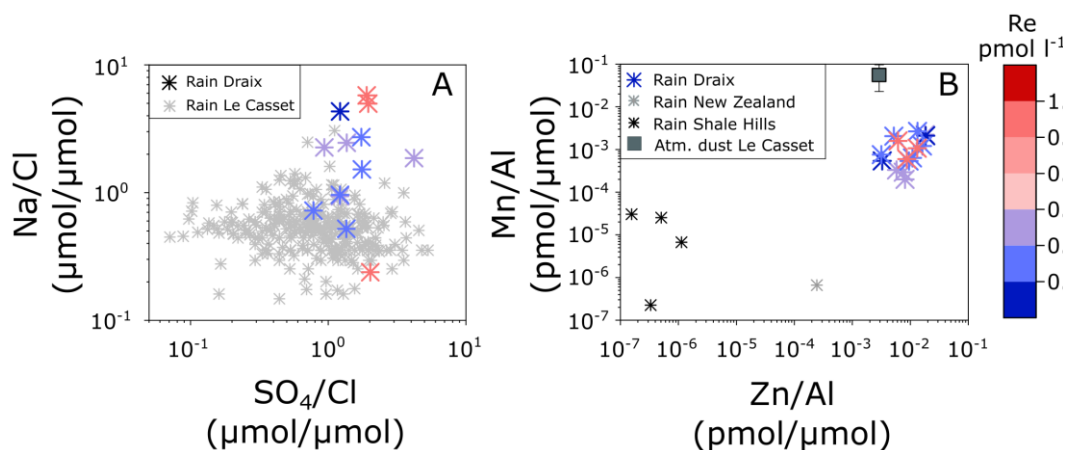 A
Na/Cl
(μmol/μmol)
10¹
10⁰
10⁻¹
Rain Draix
Rain Le Casset
10⁻¹ 10⁰ 10¹
SO₄/Cl
(μmol/μmol)
B
Mn/Al
(pmol/μmol)
10⁻¹
10⁻²
10⁻³
10⁻⁴
10⁻⁵
10⁻⁶
10⁻⁷
Rain Draix
Rain New Zealand
Rain Shale Hills
Atm. dust Le Casset
10⁻⁷ 10⁻⁶ 10⁻⁵ 10⁻⁴ 10⁻³ 10⁻² 10⁻¹
Zn/Al
(pmol/μmol)
Re
pmol l⁻¹
1
0
0
0
0